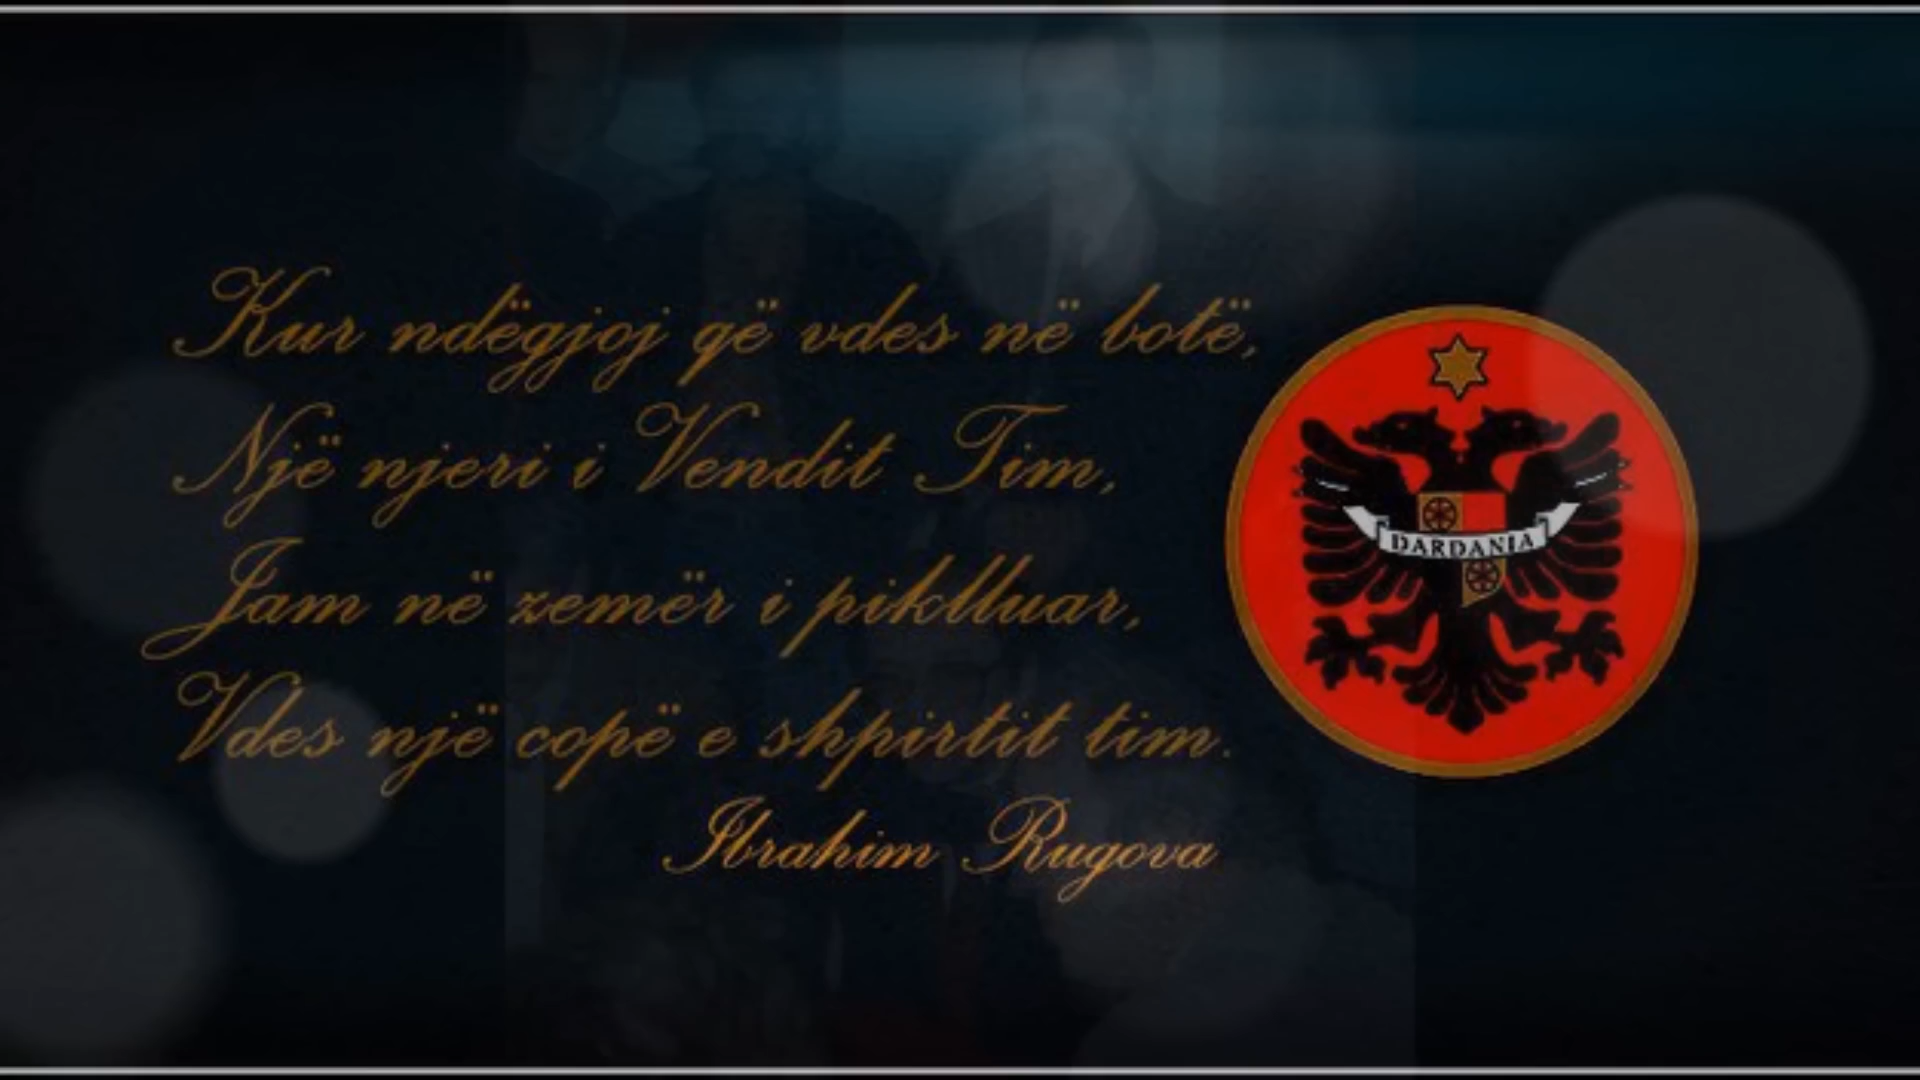 Kur ndëgjoj që vdes në botë,
Një njeri i Vendit Tim,
Jam në zemër i piklluar,
Vdes një copë e shpirtit tim.
Ibrahim Rugova
DARDANIA